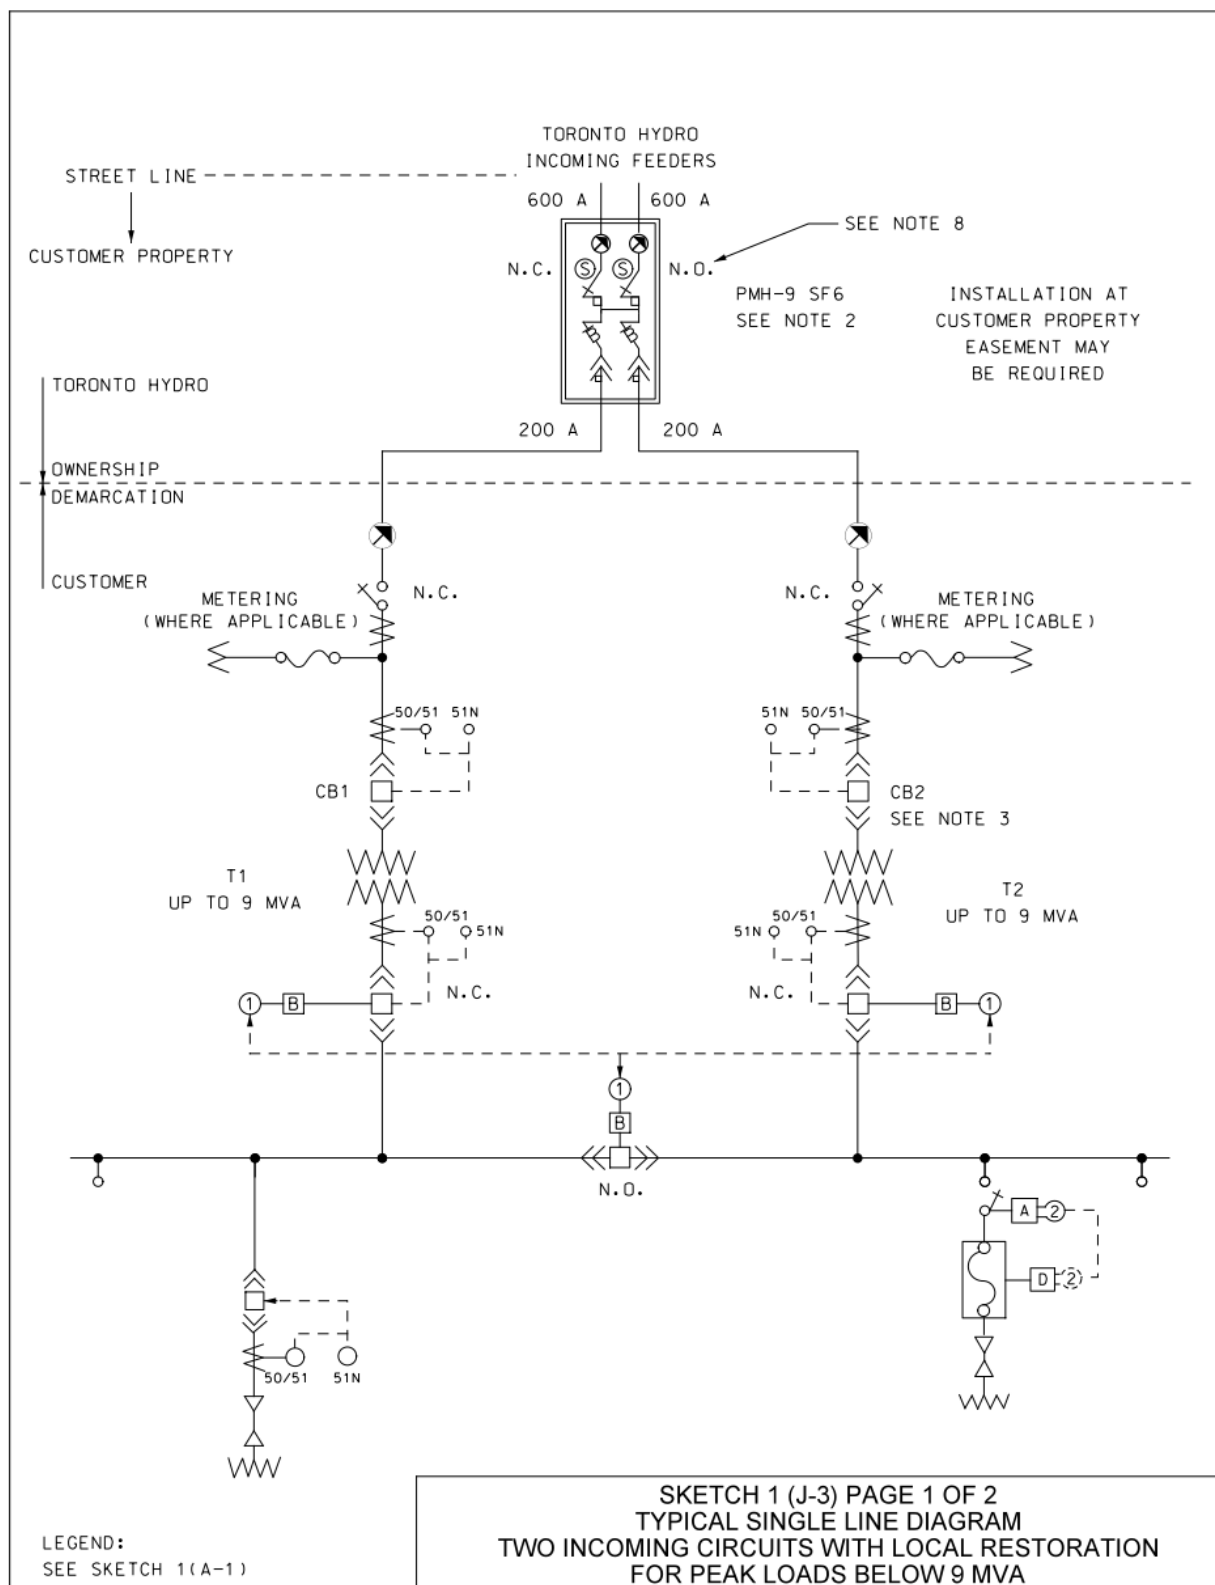 TORONTO HYDRO
INCOMING FEEDERS
STREET LINE
600 A
600 A
SEE NOTE 8
CUSTOMER PROPERTY
N.C.
S
S
N.O.
PMH-9 SF6
SEE NOTE 2
INSTALLATION AT
CUSTOMER PROPERTY
EASEMENT MAY
BE REQUIRED
B
B
TORONTO HYDRO
200 A
200 A
OWNERSHIP
DEMARCATION
CUSTOMER
N.C.
N.C.
METERING
(WHERE APPLICABLE)
METERING
(WHERE APPLICABLE)
50/51
51N
51N
50/51
CB1
CB2
SEE NOTE 3
T1
UP TO 9 MVA
T2
UP TO 9 MVA
50/51
51N
50/51
51N
N.C.
N.C.
1
B
B
1
1
B
N.O.
A
2
D
2
50/51
51N
LEGEND:
SEE SKETCH 1(A-1)
SKETCH 1 (J-3) PAGE 1 OF 2
TYPICAL SINGLE LINE DIAGRAM
TWO INCOMING CIRCUITS WITH LOCAL RESTORATION
FOR PEAK LOADS BELOW 9 MVA